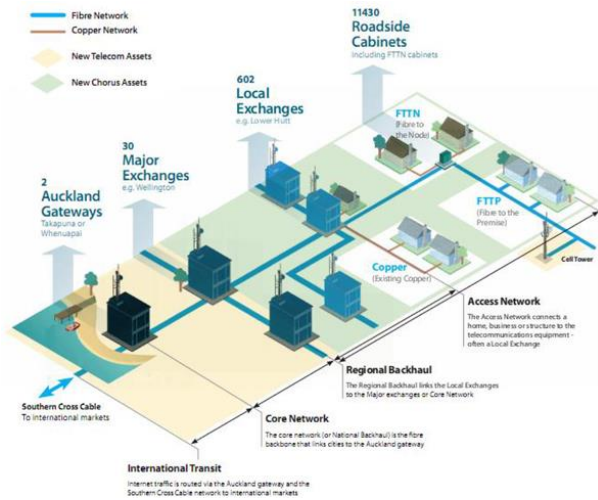 Fibre Network
Copper Network
New Telecom Assets
New Chorus Assets
11430
Roadside
Cabinets
Including FTTN cabinets
602
Local
Exchanges
e.g. Lower Hutt
30
Major
Exchanges
e.g. Wellington
2
Auckland
Gateways
Takapuna or
Whenuapai
FTTN
(Fibre to
the Node)
FTTP
(Fibre to the
Premise)
Copper
(Existing Copper)
Cell Tower
Access Network
The Access Network connects a
home, business or structure to the
telecommunications equipment -
often a Local Exchange
Regional Backhaul
The Regional Backhaul links the Local Exchanges
to the Major exchanges or Core Network
Southern Cross Cable
To international markets
Core Network
The core network (or National Backhaul) is the fibre
backbone that links cities to the Auckland gateway
International Transit
Internet traffic is routed via the Auckland gateway and the
Southern Cross Cable network to international markets